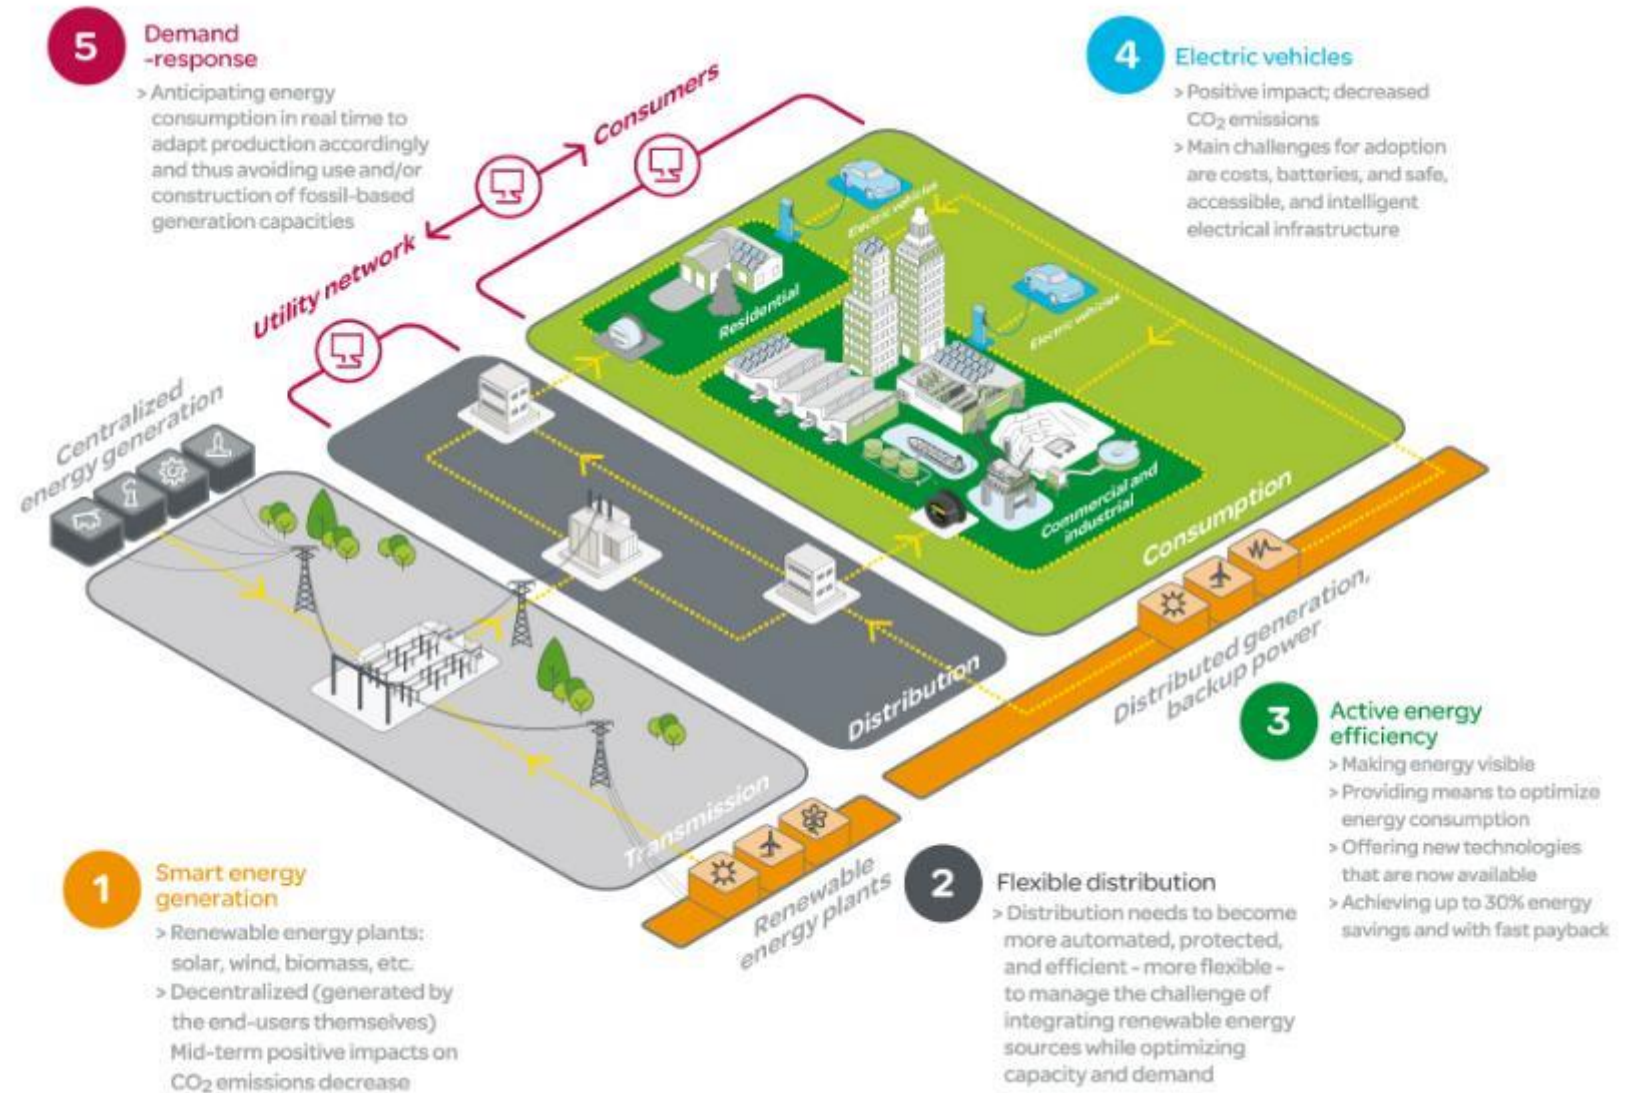 5
Demand
-response
> Anticipating energy
consumption in real time to
adapt production accordingly
and thus avoiding use and/or
construction of fossil-based
generation capacities
4
Electric vehicles
> Positive impact; decreased
CO2 emissions
> Main challenges for adoption
are costs, batteries, and safe,
accessible, and intelligent
electrical infrastructure
Consumers
Utility network
Electric vehicles
Electric vehicles
Residential
Commercial and
industrial
Consumption
Centralized
energy generation
Distribution
Transmission
Distributed generation,
backup power
Renewable
energy plants
3
Active energy
efficiency
> Making energy visible
> Providing means to optimize
energy consumption
> Offering new technologies
that are now available
> Achieving up to 30% energy
savings and with fast payback
1
Smart energy
generation
> Renewable energy plants:
solar, wind, biomass, etc.
> Decentralized (generated by
the end-users themselves)
Mid-term positive impacts on
CO2 emissions decrease
2
Flexible distribution
> Distribution needs to become
more automated, protected,
and efficient - more flexible -
to manage the challenge of
integrating renewable energy
sources while optimizing
capacity and demand